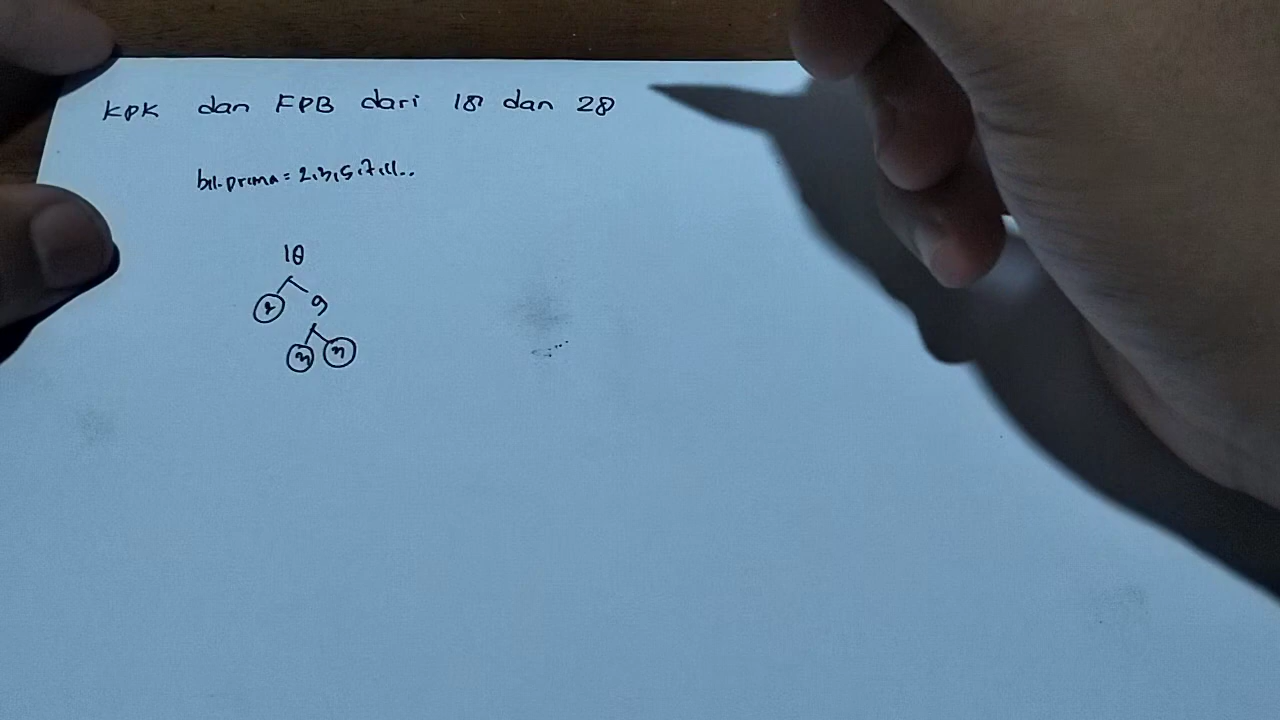 KPK dan FPB dari 18 dan 28
bil.prima = 2,3,5,7,11..
18
2 9
3 3